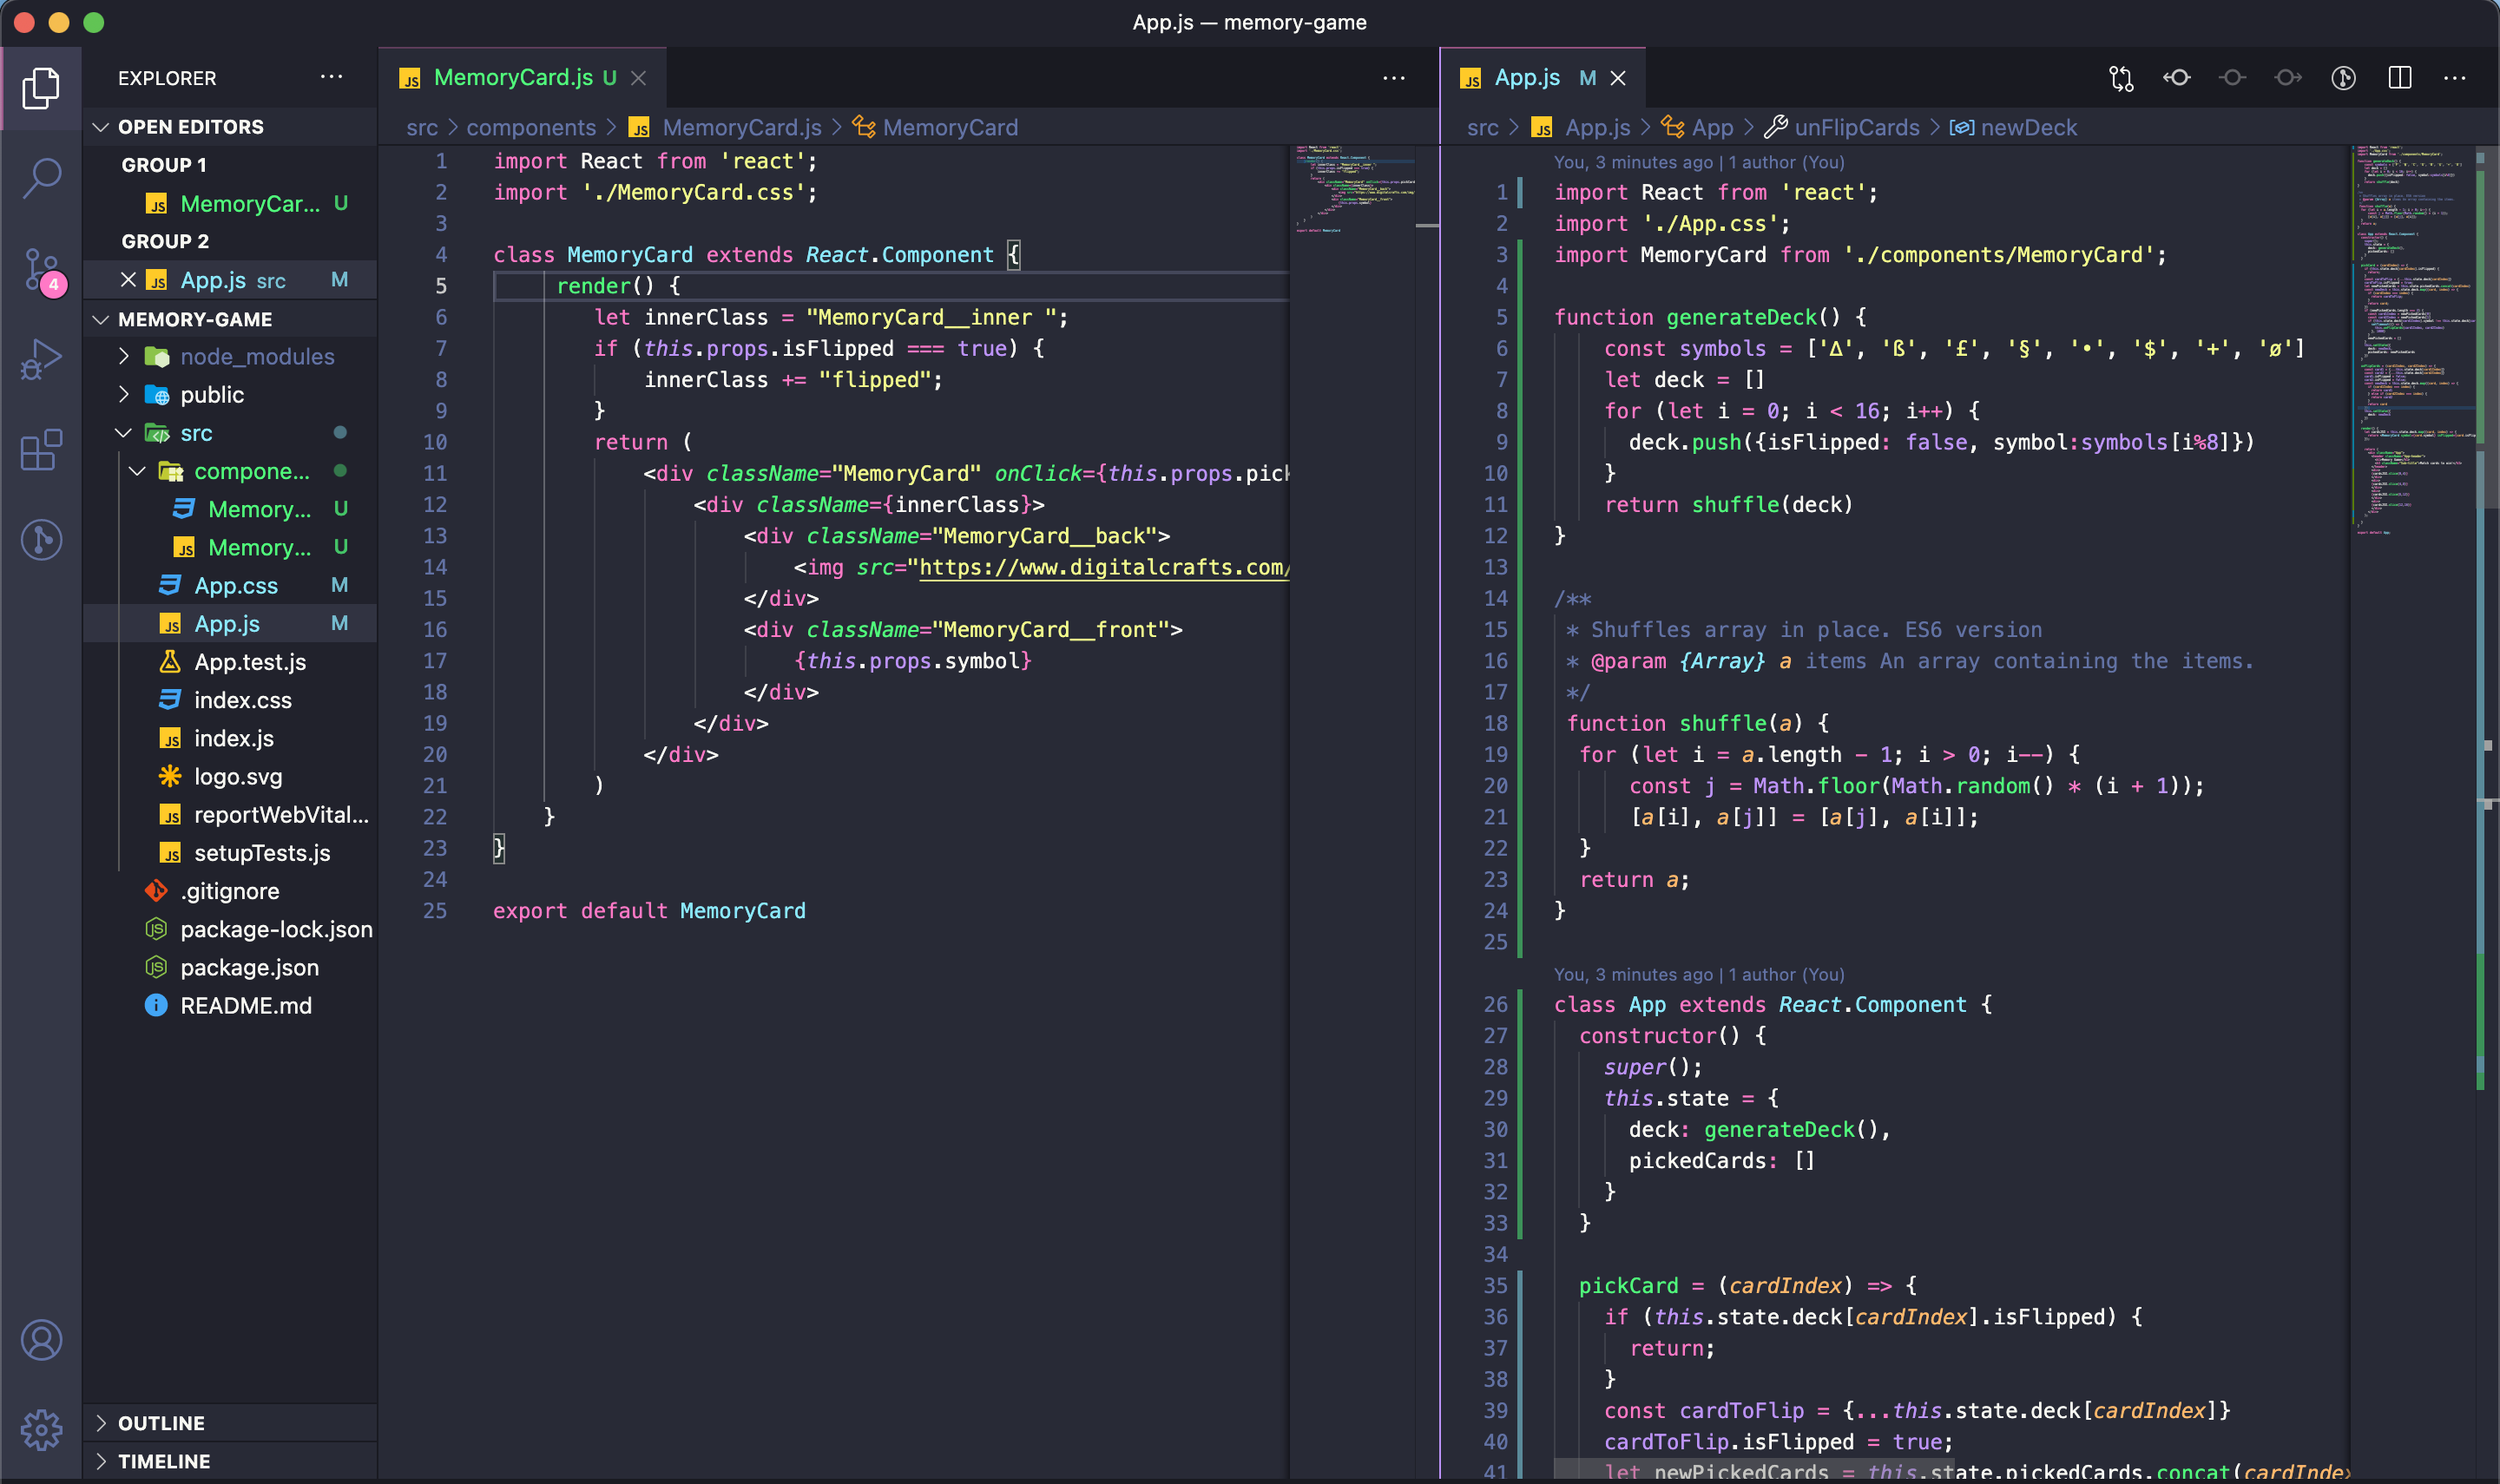 App.js — memory-game
EXPLORER
OPEN EDITORS
GROUP 1
MemoryCar... U
GROUP 2
App.js src M
MEMORY-GAME
node_modules
public
src
compone...
Memory... U
Memory... U
App.css M
App.js M
App.test.js
index.css
index.js
logo.svg
reportWebVital...
setupTests.js
.gitignore
package-lock.json
package.json
README.md
OUTLINE
TIMELINE
4
MemoryCard.js U
src > components > MemoryCard.js > MemoryCard
1 import React from 'react';
2 import './MemoryCard.css';
3
4 class MemoryCard extends React.Component {
5 render() {
6 let innerClass = "MemoryCard__inner ";
7 if (this.props.isFlipped === true) {
8 innerClass += "flipped";
9 }
10 return (
11 <div className="MemoryCard" onClick={this.props.pick
12 <div className={innerClass}>
13 <div className="MemoryCard__back">
14 <img src="https://www.digitalcrafts.com/
15 </div>
16 <div className="MemoryCard__front">
17 {this.props.symbol}
18 </div>
19 </div>
20 </div>
21 )
22 }
23 }
24
25 export default MemoryCard
App.js M
src > App.js > App > unFlipCards > newDeck
You, 3 minutes ago | 1 author (You)
1 import React from 'react';
2 import './App.css';
3 import MemoryCard from './components/MemoryCard';
4
5 function generateDeck() {
6 const symbols = ['∆', 'ß', '£', '§', '•', '$', '+', 'ø']
7 let deck = []
8 for (let i = 0; i < 16; i++) {
9 deck.push({isFlipped: false, symbol:symbols[i%8]})
10 }
11 return shuffle(deck)
12 }
13
14 /**
15 * Shuffles array in place. ES6 version
16 * @param {Array} a items An array containing the items.
17 */
18 function shuffle(a) {
19 for (let i = a.length - 1; i > 0; i--) {
20 const j = Math.floor(Math.random() * (i + 1));
21 [a[i], a[j]] = [a[j], a[i]];
22 }
23 return a;
24 }
25
You, 3 minutes ago | 1 author (You)
26 class App extends React.Component {
27 constructor() {
28 super();
29 this.state = {
30 deck: generateDeck(),
31 pickedCards: []
32 }
33 }
34
35 pickCard = (cardIndex) => {
36 if (this.state.deck[cardIndex].isFlipped) {
37 return;
38 }
39 const cardToFlip = {...this.state.deck[cardIndex]}
40 cardToFlip.isFlipped = true;
41 let newPickedCards = this.state.pickedCards.concat(cardIndex